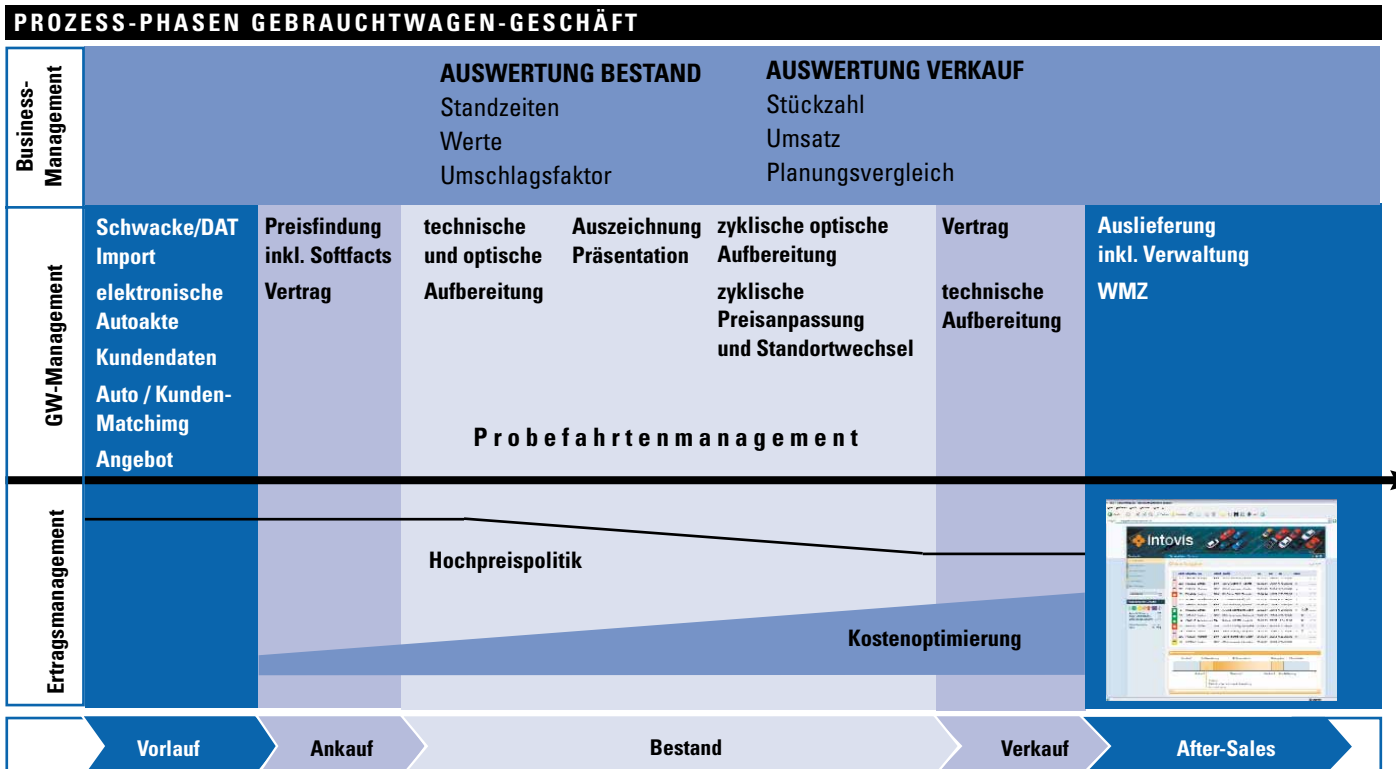 PROZESS-PHASEN GEBRAUCHTWAGEN-GESCHÄFT
Business-
Management
AUSWERTUNG BESTAND
Standzeiten
Werte
Umschlagsfaktor
AUSWERTUNG VERKAUF
Stückzahl
Umsatz
Planungsvergleich
GW-Management
Schwacke/DAT
Import
elektronische
Autoakte
Kundendaten
Auto / Kunden-
Matchimg
Angebot
Preisfindung
inkl. Softfacts
Vertrag
technische
und optische
Aufbereitung
Auszeichnung
Präsentation
zyklische optische
Aufbereitung
zyklische
Preisanpassung
und Standortwechsel
Vertrag
technische
Aufbereitung
Auslieferung
inkl. Verwaltung
WMZ
Probefahrtenmanagement
Ertragsmanagement
Hochpreispolitik
Kostenoptimierung
intovis
Vorlauf
Ankauf
Bestand
Verkauf
After-Sales